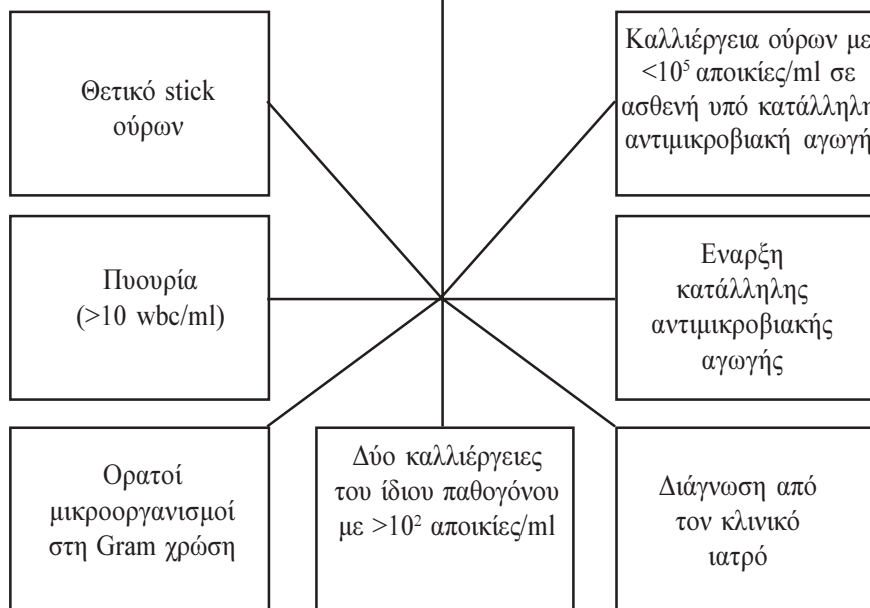 Θετικό stick
ούρων
Καλλιέργεια ούρων με
<10⁵ αποικίες/ml σε
ασθενή υπό κατάλληλη
αντιμικροβιακή αγωγή
Πυουρία
(>10 wbc/ml)
Εναρξη
κατάλληλης
αντιμικροβιακής
αγωγής
Ορατοί
μικροοργανισμοί
στη Gram χρώση
Δύο καλλιέργειες
του ίδιου παθογόνου
με >10² αποικίες/ml
Διάγνωση από
τον κλινικό
ιατρό